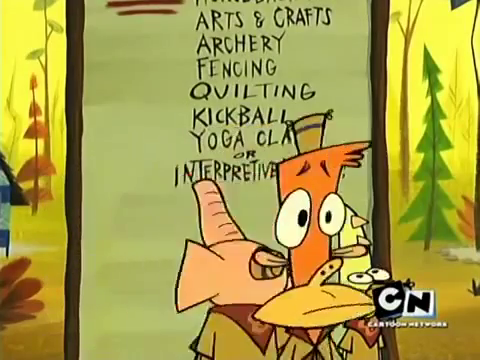 ARTS & CRAFTS
ARCHERY
FENCING
QUILTING
KICKBALL
YOGA CLA
OR
INTERPRETIVE
CN
CARTOON NETWORK